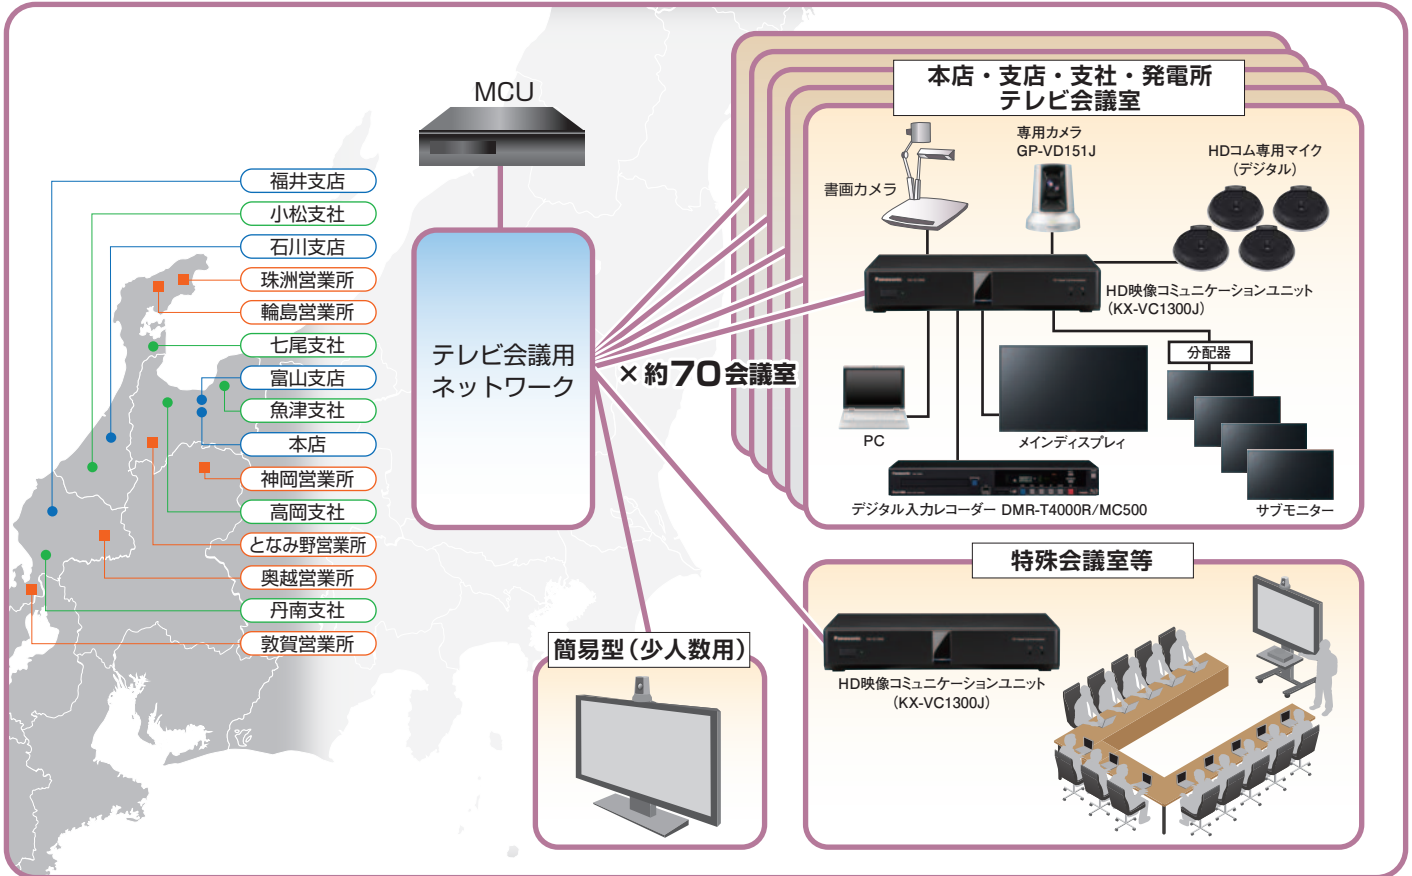 MCU
福井支店
小松支社
石川支店
珠洲営業所
輪島営業所
七尾支社
富山支店
魚津支社
本店
神岡営業所
高岡支社
となみ野営業所
奥越営業所
丹南支社
敦賀営業所
テレビ会議用
ネットワーク
×約70会議室
本店・支店・支社・発電所
テレビ会議室
書画カメラ
専用カメラ
GP-VD151J
HDコム専用マイク
(デジタル)
Panasonic
HD映像コミュニケーションユニット
(KX-VC1300J)
分配器
PC
メインディスプレィ
サブモニター
Panasonic
デジタル入力レコーダー DMR-T4000R/MC500
簡易型(少人数用)
特殊会議室等
Panasonic
HD映像コミュニケーションユニット
(KX-VC1300J)